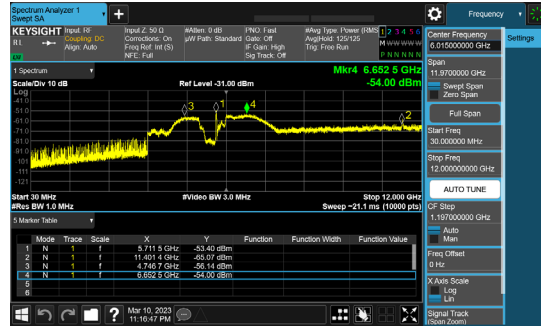 Spectrum Analyzer 1
Swept SA
+
Frequency
KEYSIGHT Input: RF Input Z: 50 Ω #Atten: 0 dB PNO: Fast #Avg Type: Power (RMS 1 2 3 4 5 6
R L Coupling: DC Corrections: On µW Path: Standard Gate: Off Avg|Hold: 125/125 M W W W W W
Align: Auto Freq Ref: Int (S) IF Gain: High Trig: Free Run
NFE: Full Sig Track: Off P N N N N N
1 Spectrum
Mkr4 6.652 5 GHz
Scale/Div 10 dB Ref Level -31.00 dBm -54.00 dBm
Log
-41.0
-51.0
-61.0
-71.0
-81.0
-91.0
-101
-111
-121
3
1
4
2
Start 30 MHz #Video BW 3.0 MHz Stop 12.000 GHz
#Res BW 1.0 MHz Sweep ~21.1 ms (10000 pts)
5 Marker Table
Mode Trace Scale X Y Function Function Width Function Value
1 N 1 f 5.711 5 GHz -53.40 dBm
2 N 1 f 11.401 4 GHz -65.07 dBm
3 N 1 f 4.746 7 GHz -56.14 dBm
4 N 1 f 6.652 5 GHz -54.00 dBm
5
6
Mar 10, 2023
11:16:47 PM
Center Frequency
6.015000000 GHz
Settings
Span
11.9700000 GHz
Swept Span
Zero Span
Full Span
Start Freq
30.000000 MHz
Stop Freq
12.000000000 GHz
AUTO TUNE
CF Step
1.197000000 GHz
Auto
Man
Freq Offset
0 Hz
X Axis Scale
Log
Lin
Signal Track
(Span Zoom)